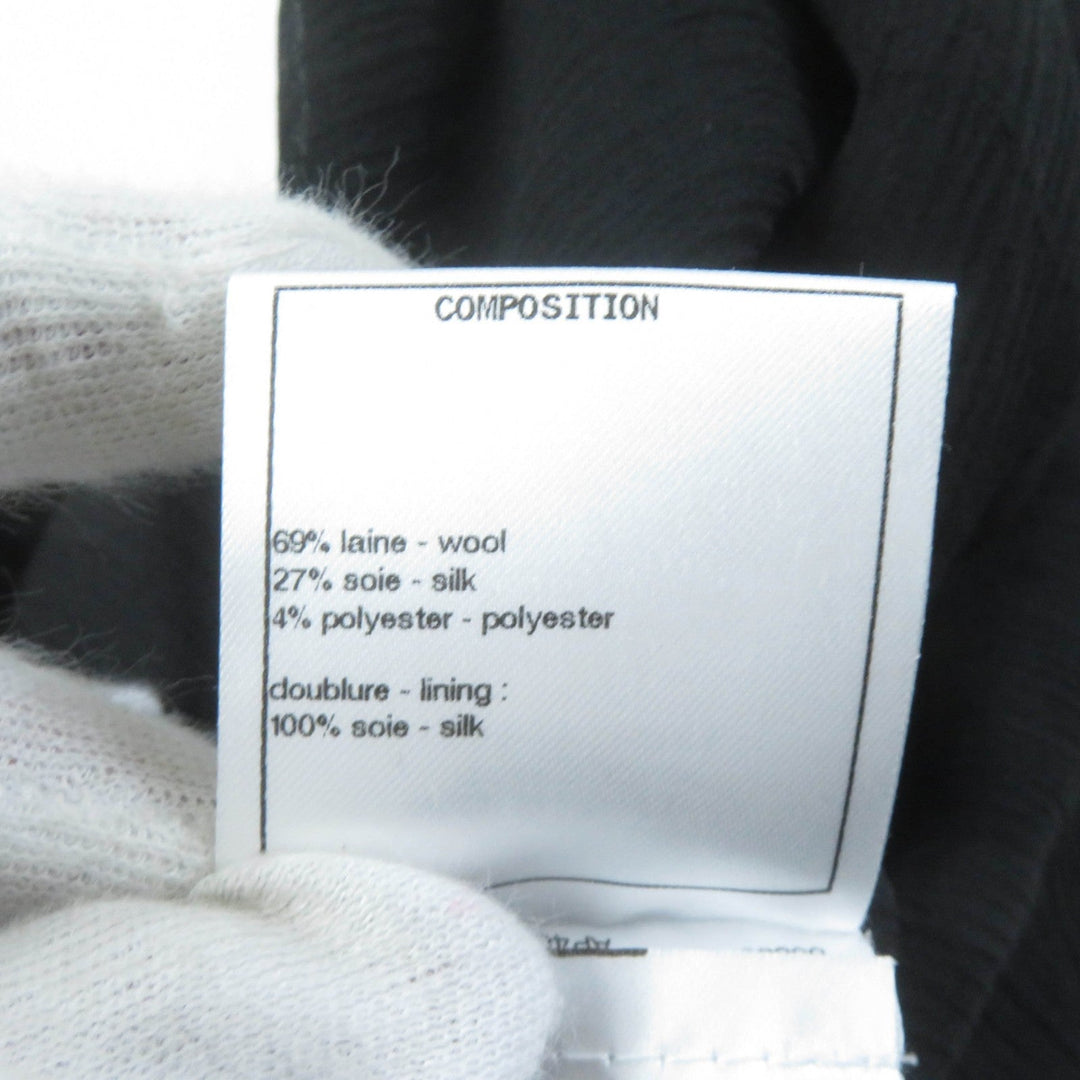 COMPOSITION
69% laine - wool
27% soie - silk
4% polyester - polyester
doublure - lining :
100% soie - silk